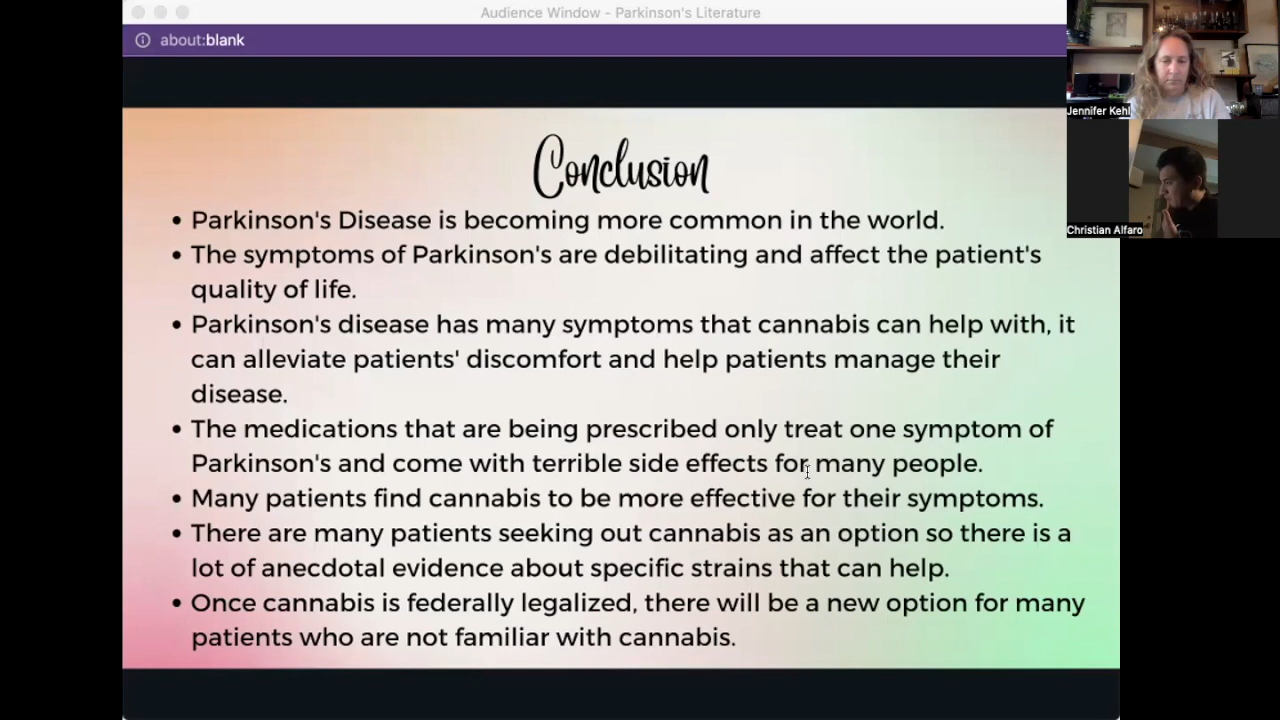 Audience Window - Parkinson's Literature
about:blank
Jennifer Kehl
Christian Alfaro
Conclusion
• Parkinson's Disease is becoming more common in the world.
• The symptoms of Parkinson's are debilitating and affect the patient's
quality of life.
• Parkinson's disease has many symptoms that cannabis can help with, it
can alleviate patients' discomfort and help patients manage their
disease.
• The medications that are being prescribed only treat one symptom of
Parkinson's and come with terrible side effects for many people.
• Many patients find cannabis to be more effective for their symptoms.
• There are many patients seeking out cannabis as an option so there is a
lot of anecdotal evidence about specific strains that can help.
• Once cannabis is federally legalized, there will be a new option for many
patients who are not familiar with cannabis.